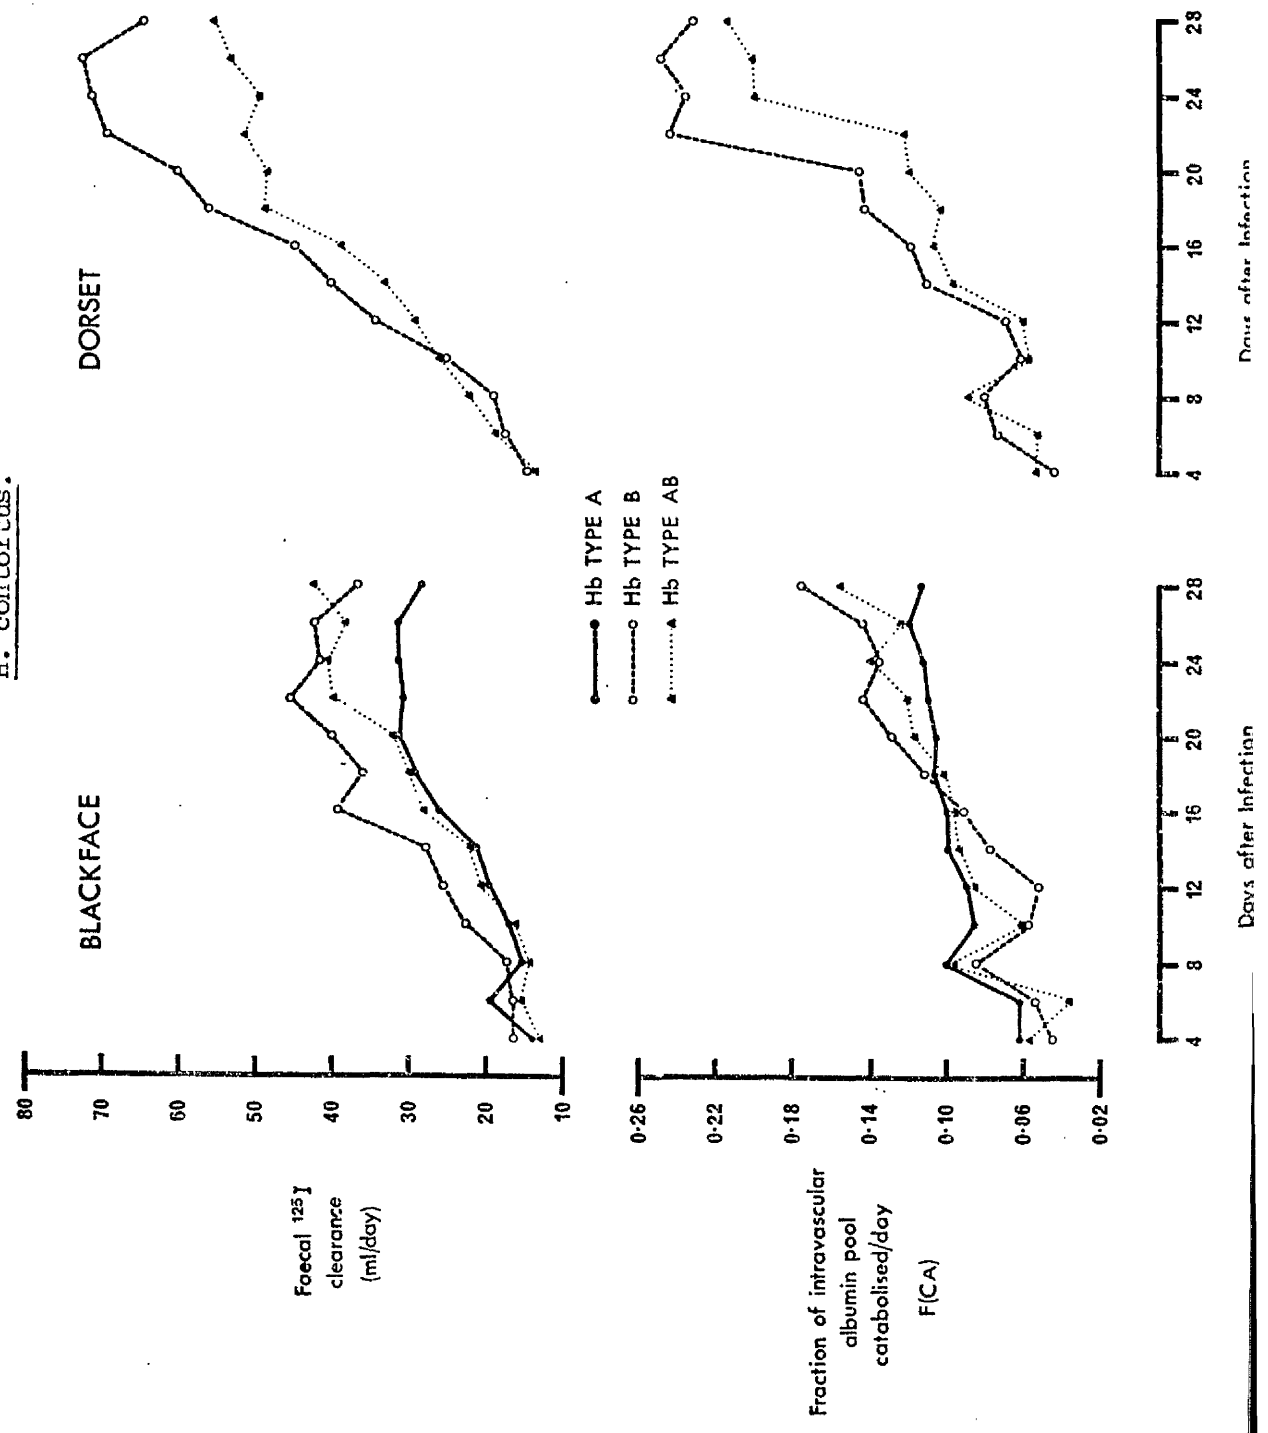 H. contortus.
BLACKFACE
DORSET
80
70
60
50
40
30
20
10
Faecal ¹²⁵I
clearance
(ml/day)
Hb TYPE A
Hb TYPE B
Hb TYPE AB
0·26
0·22
0·18
0·14
0·10
0·06
0·02
Fraction of intravascular
albumin pool
catabolised/day
F(CA)
4 8 12 16 20 24 28
4 8 12 16 20 24 28
Days after Infection
Days after Infection